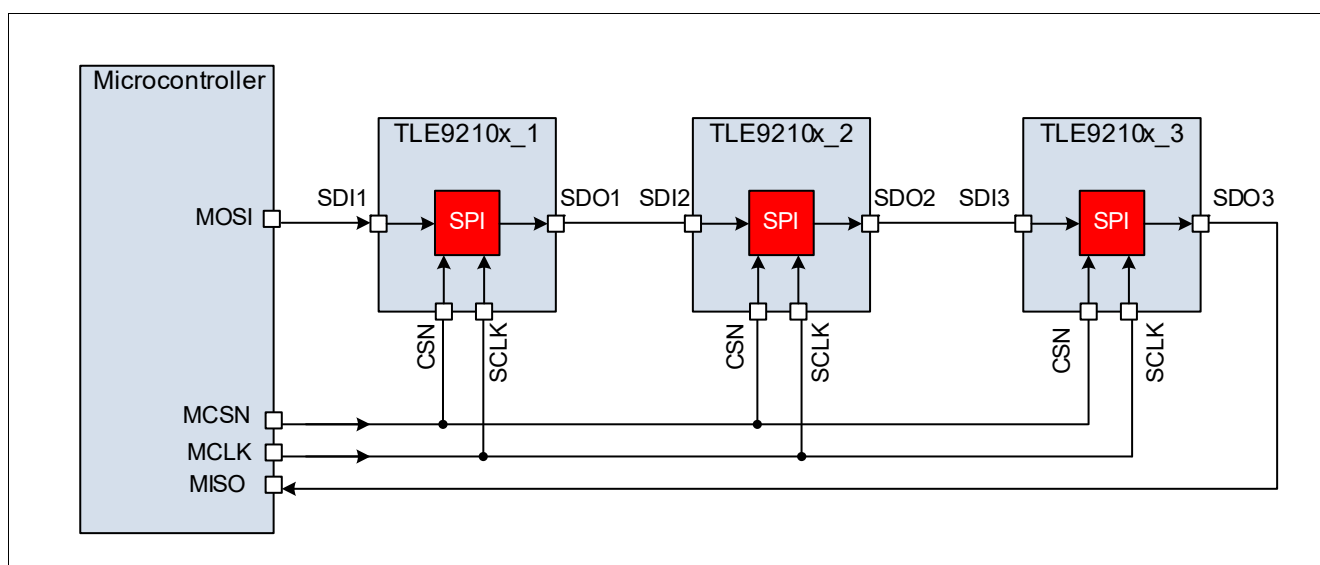 Microcontroller
TLE9210x_1
TLE9210x_2
TLE9210x_3
MOSI
SDI1
SPI
SDO1
SDI2
SPI
SDO2
SDI3
SPI
SDO3
CSN
SCLK
CSN
SCLK
CSN
SCLK
MCSN
MCLK
MISO